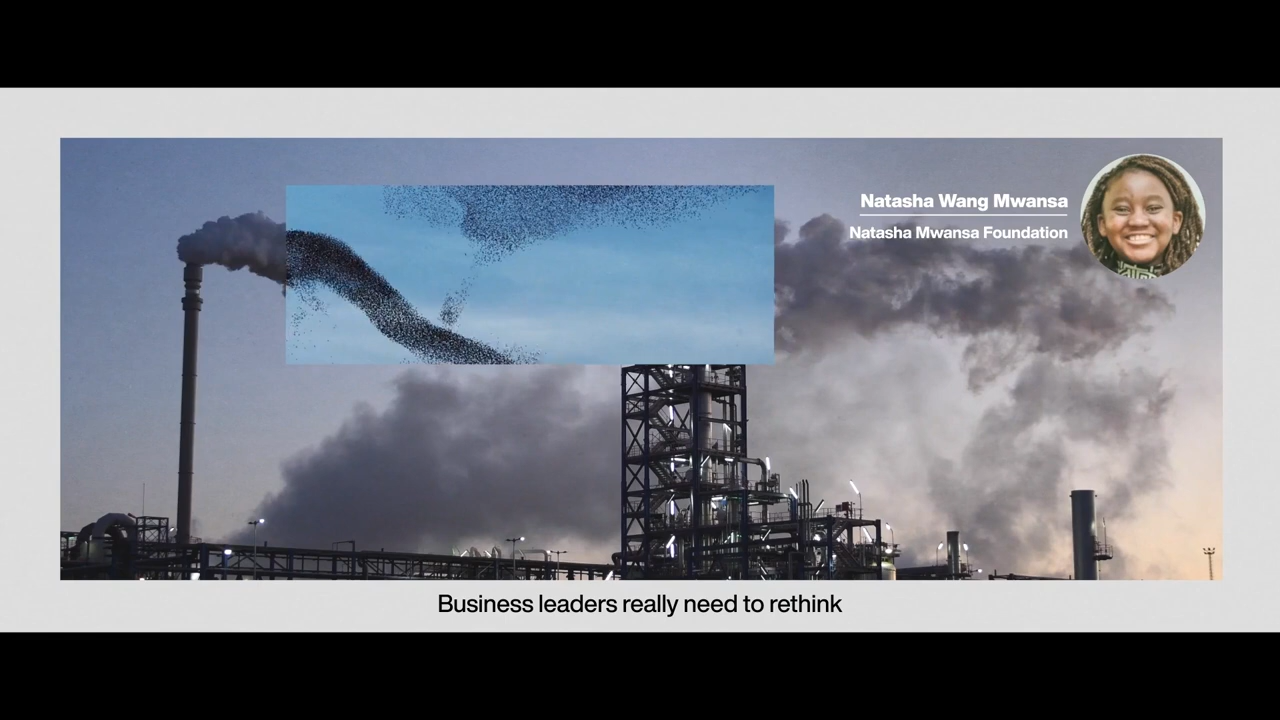 Natasha Wang Mwansa
Natasha Mwansa Foundation
Business leaders really need to rethink